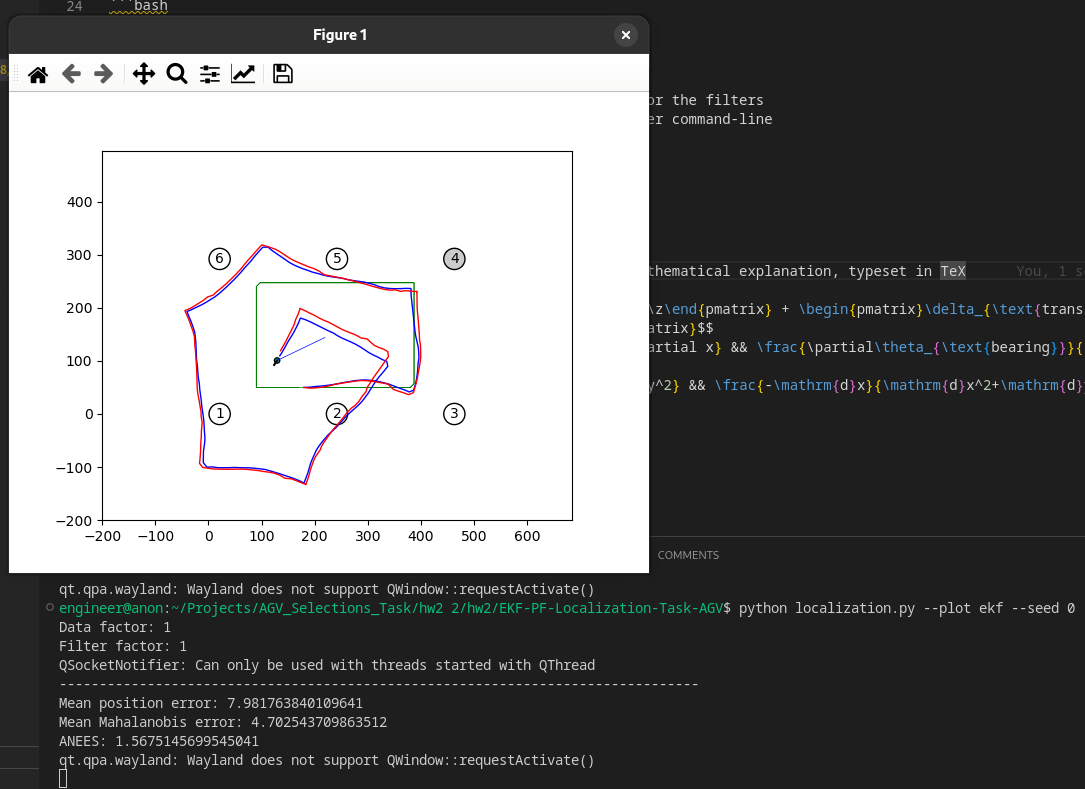 24 ```bash
Figure 1
8
or the filters
er command-line
400
300
200
100
0
−100
−200
−200 −100 0 100 200 300 400 500 600
6 5 4
1 2 3
thematical explanation, typeset in TeX You, 1 s
\z\end{pmatrix} + \begin{pmatrix}\delta_{\text{trans
atrix}$$
artial x} && \frac{\partial\theta_{\text{bearing}}}{
y^2} && \frac{-\mathrm{d}x}{\mathrm{d}x^2+\mathrm{d}
COMMENTS
qt.qpa.wayland: Wayland does not support QWindow::requestActivate()
engineer@anon:~/Projects/AGV_Selections_Task/hw2 2/hw2/EKF-PF-Localization-Task-AGV$ python localization.py --plot ekf --seed 0
Data factor: 1
Filter factor: 1
QSocketNotifier: Can only be used with threads started with QThread
--------------------------------------------------------------------------------
Mean position error: 7.981763840109641
Mean Mahalanobis error: 4.702543709863512
ANEES: 1.5675145699545041
qt.qpa.wayland: Wayland does not support QWindow::requestActivate()